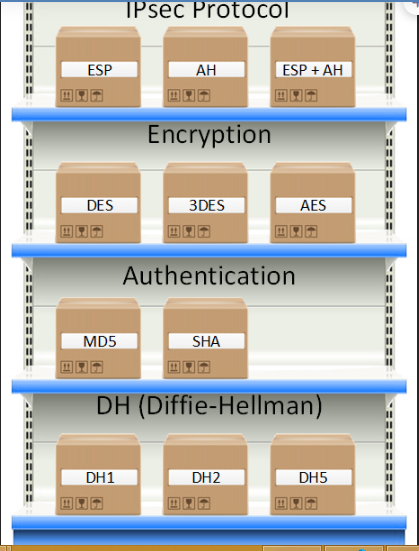 IPsec Protocol
ESP AH ESP + AH
Encryption
DES 3DES AES
Authentication
MD5 SHA
DH (Diffie-Hellman)
DH1 DH2 DH5